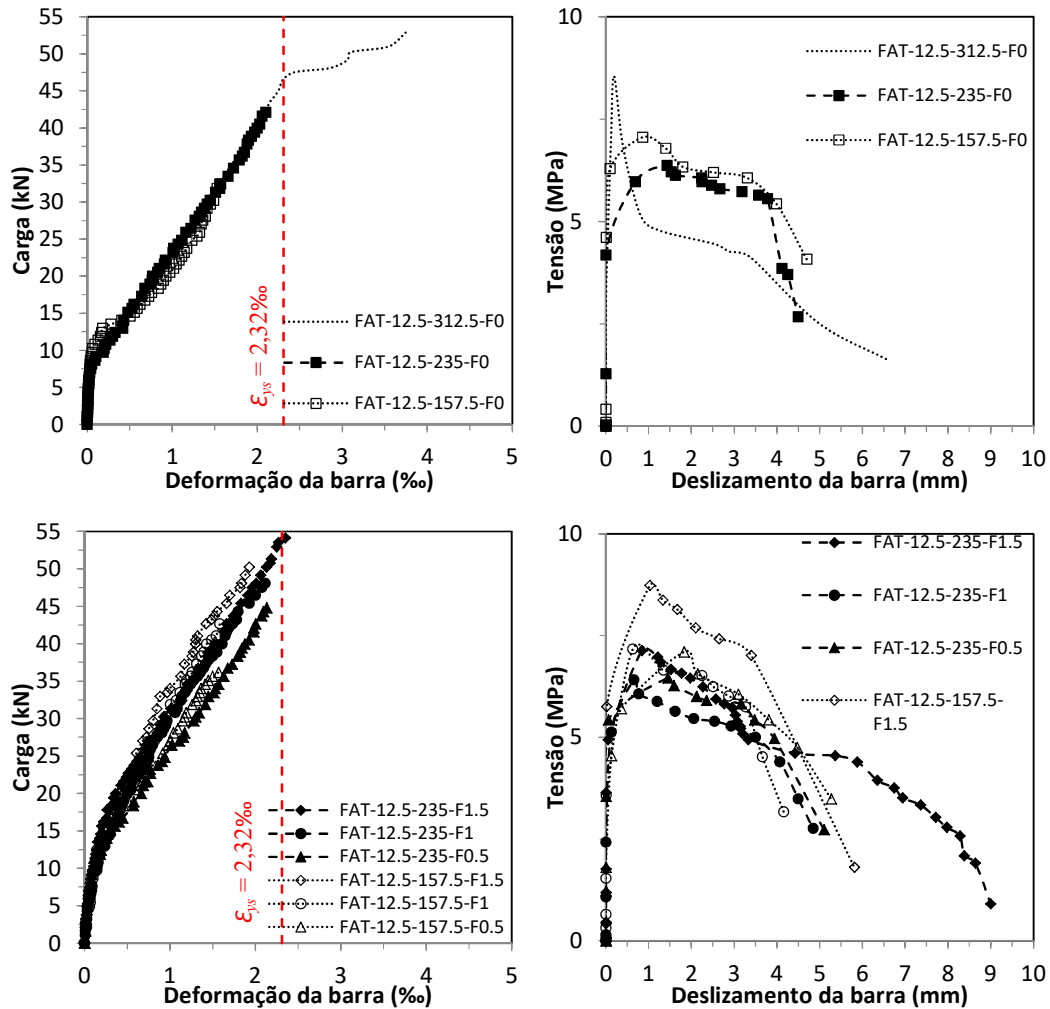 55
50
45
40
35
30
25
20
15
10
5
0
Carga (kN)
0
1
2
3
4
5
Deformação da barra (‰)
εys = 2,32‰
FAT-12.5-312.5-F0
FAT-12.5-235-F0
FAT-12.5-157.5-F0
10
5
0
Tensão (MPa)
0
1
2
3
4
5
6
7
8
9
10
Deslizamento da barra (mm)
FAT-12.5-312.5-F0
FAT-12.5-235-F0
FAT-12.5-157.5-F0
55
50
45
40
35
30
25
20
15
10
5
0
Carga (kN)
0
1
2
3
4
5
Deformação da barra (‰)
εys = 2,32‰
FAT-12.5-235-F1.5
FAT-12.5-235-F1
FAT-12.5-235-F0.5
FAT-12.5-157.5-F1.5
FAT-12.5-157.5-F1
FAT-12.5-157.5-F0.5
10
5
0
Tensão (MPa)
0
1
2
3
4
5
6
7
8
9
10
Deslizamento da barra (mm)
FAT-12.5-235-F1.5
FAT-12.5-235-F1
FAT-12.5-235-F0.5
FAT-12.5-157.5-
F1.5